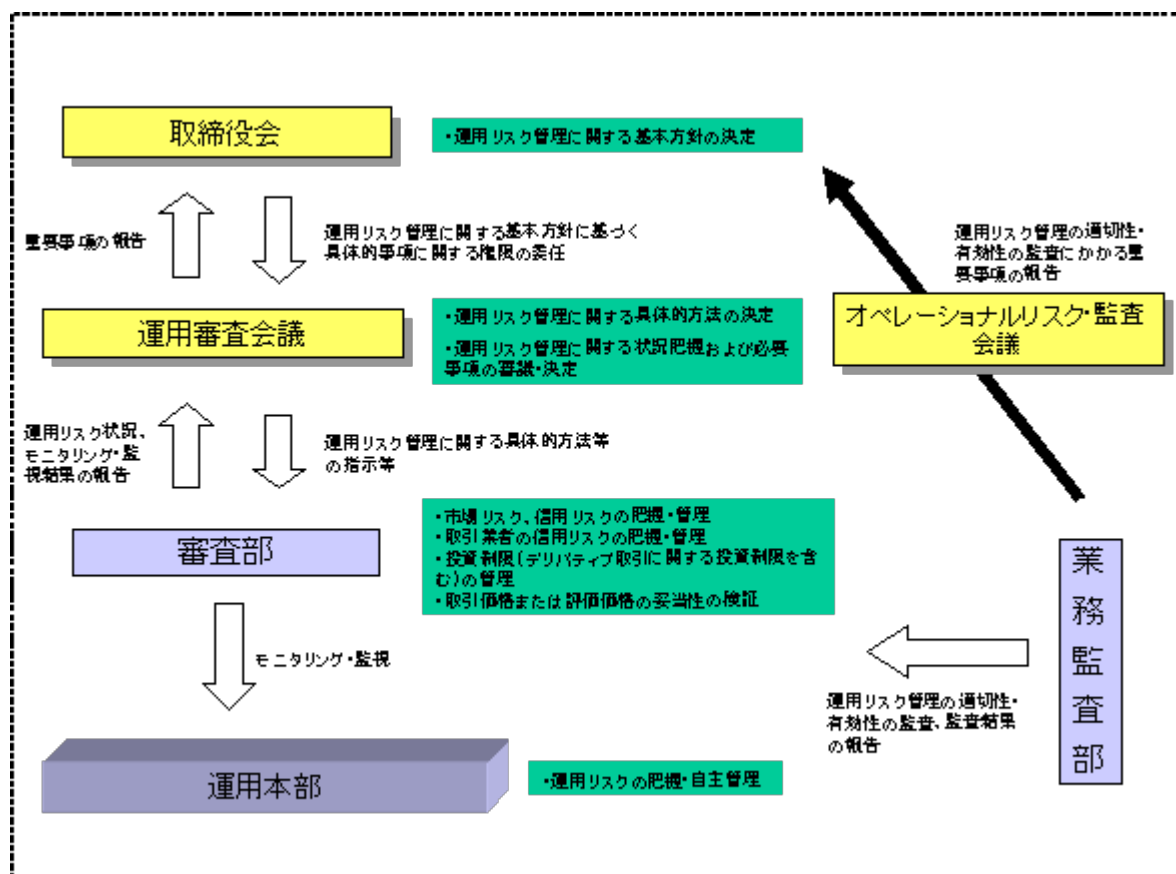 取締役会
・運用リスク管理に関する基本方針の決定
重要事項の報告
運用リスク管理に関する基本方針に基づく
具体的事項に関する権限の委任
運用リスク管理の適切性・
有効性の監査にかかる重
要事項の報告
運用審査会議
・運用リスク管理に関する具体的方法の決定
・運用リスク管理に関する状況把握および必要
事項の審議・決定
オペレーショナルリスク・監査
会議
運用リスク状況、
モニタリング・監
視結果の報告
運用リスク管理に関する具体的方法等
の指示等
審査部
・市場リスク、信用リスクの把握・管理
・取引業者の信用リスクの把握・管理
・投資制限(デリバティブ取引に関する投資制限を含
む)の管理
・取引価格または評価価格の妥当性の検証
業務監査部
モニタリング・監視
運用リスク管理の適切性・
有効性の監査、監査結果
の報告
運用本部
・運用リスクの把握・自主管理